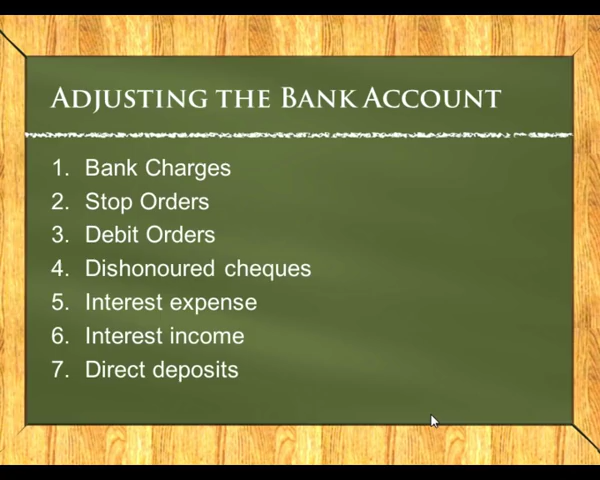 Adjusting the Bank Account
1. Bank Charges
2. Stop Orders
3. Debit Orders
4. Dishonoured cheques
5. Interest expense
6. Interest income
7. Direct deposits